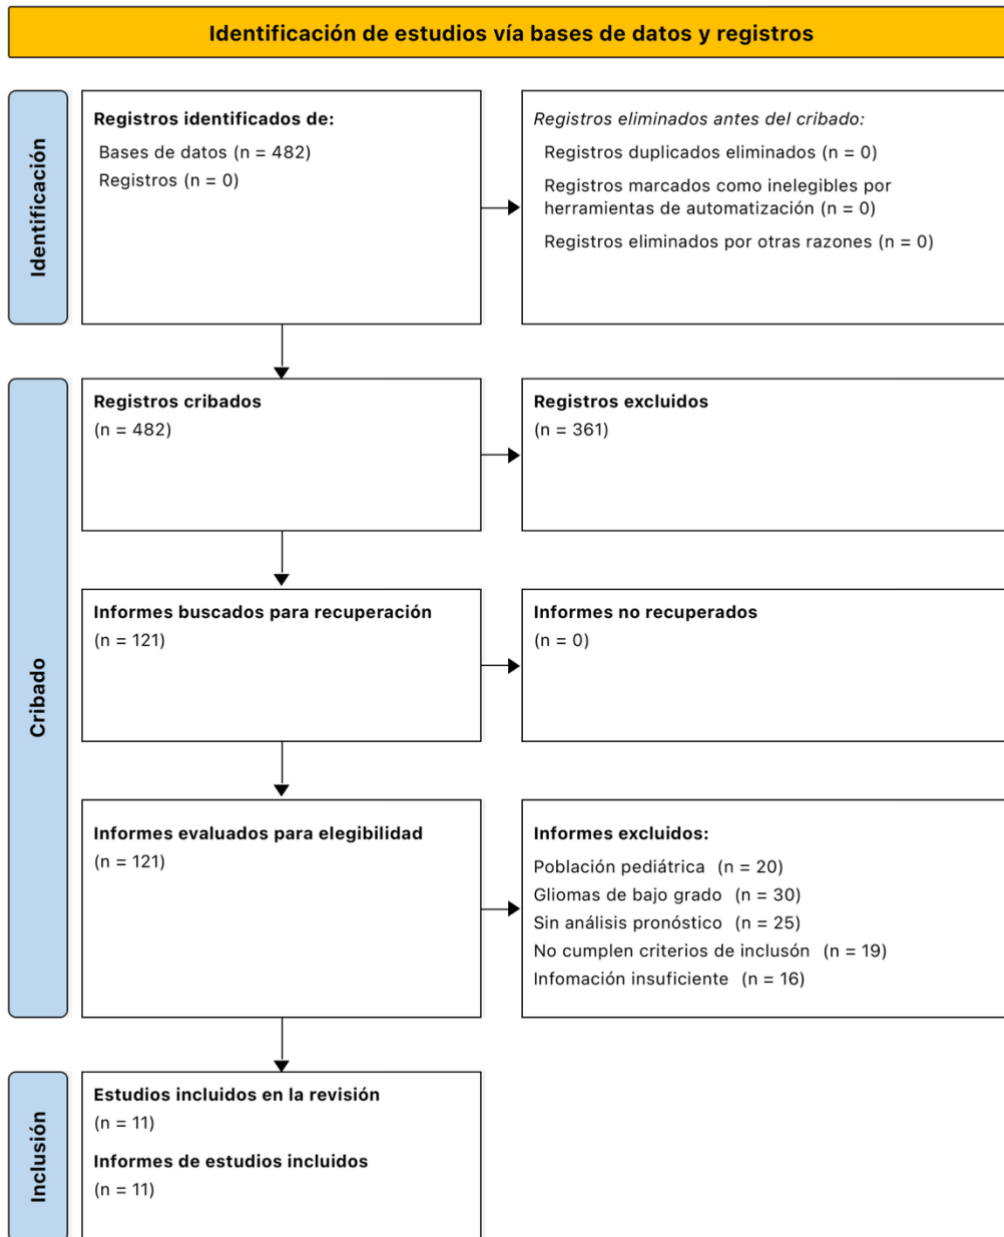 Identificación de estudios vía bases de datos y registros
Identificación
Registros identificados de:
Bases de datos (n = 482)
Registros (n = 0)
Registros eliminados antes del cribado:
Registros duplicados eliminados (n = 0)
Registros marcados como inelegibles por
herramientas de automatización (n = 0)
Registros eliminados por otras razones (n = 0)
Cribado
Registros cribados
(n = 482)
Registros excluidos
(n = 361)
Informes buscados para recuperación
(n = 121)
Informes no recuperados
(n = 0)
Informes evaluados para elegibilidad
(n = 121)
Informes excluidos:
Población pediátrica (n = 20)
Gliomas de bajo grado (n = 30)
Sin análisis pronóstico (n = 25)
No cumplen criterios de inclusón (n = 19)
Infomación insuficiente (n = 16)
Inclusión
Estudios incluidos en la revisión
(n = 11)
Informes de estudios incluidos
(n = 11)